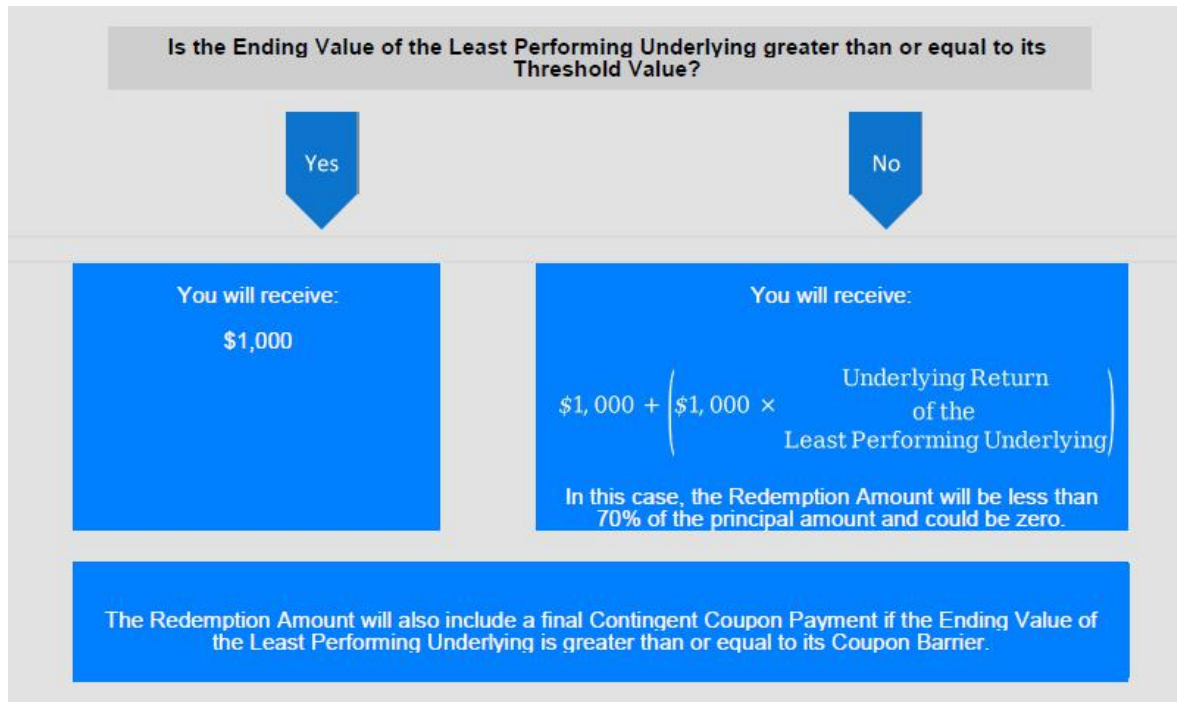 Is the Ending Value of the Least Performing Underlying greater than or equal to its
Threshold Value?
Yes
No
You will receive:
$1,000
You will receive:
$1, 000 + ($1, 000 × Underlying Return
of the
Least Performing Underlying)
In this case, the Redemption Amount will be less than
70% of the principal amount and could be zero.
The Redemption Amount will also include a final Contingent Coupon Payment if the Ending Value of
the Least Performing Underlying is greater than or equal to its Coupon Barrier.